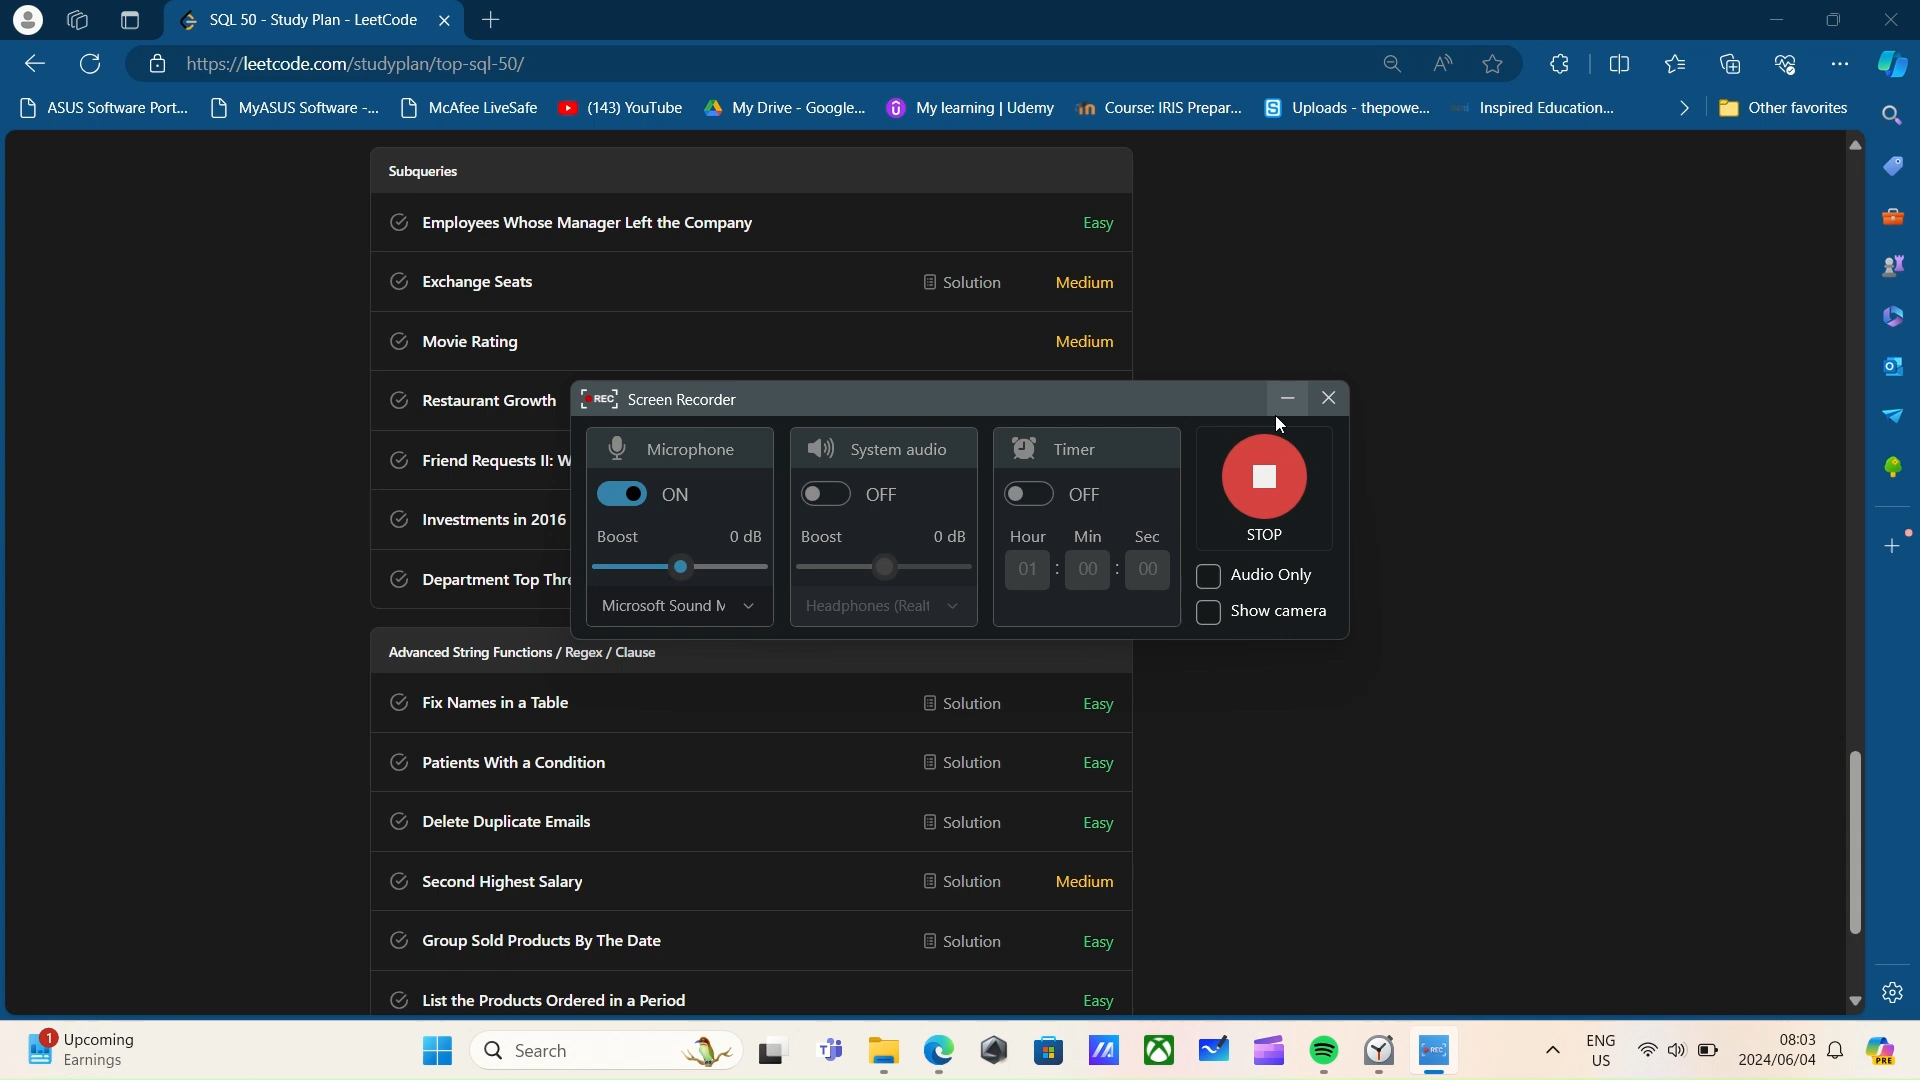 SQL 50 - Study Plan - LeetCode
https://leetcode.com/studyplan/top-sql-50/
ASUS Software Port...
MyASUS Software -...
McAfee LiveSafe
(143) YouTube
My Drive - Google...
My learning | Udemy
Course: IRIS Prepar...
Uploads - thepowe...
Inspired Education...
Other favorites
Subqueries
Employees Whose Manager Left the Company Easy
Exchange Seats Solution Medium
Movie Rating Medium
Restaurant Growth
Friend Requests II: W
Investments in 2016
Department Top Thre
REC Screen Recorder
Microphone System audio Timer
ON OFF OFF
Boost 0 dB Boost 0 dB Hour Min Sec
STOP
01 : 00 : 00
Audio Only
Microsoft Sound M Headphones (Realt
Show camera
Advanced String Functions / Regex / Clause
Fix Names in a Table Solution Easy
Patients With a Condition Solution Easy
Delete Duplicate Emails Solution Easy
Second Highest Salary Solution Medium
Group Sold Products By The Date Solution Easy
List the Products Ordered in a Period Easy
1 Upcoming
Earnings
Search
ENG
US
08:03
2024/06/04
PRE